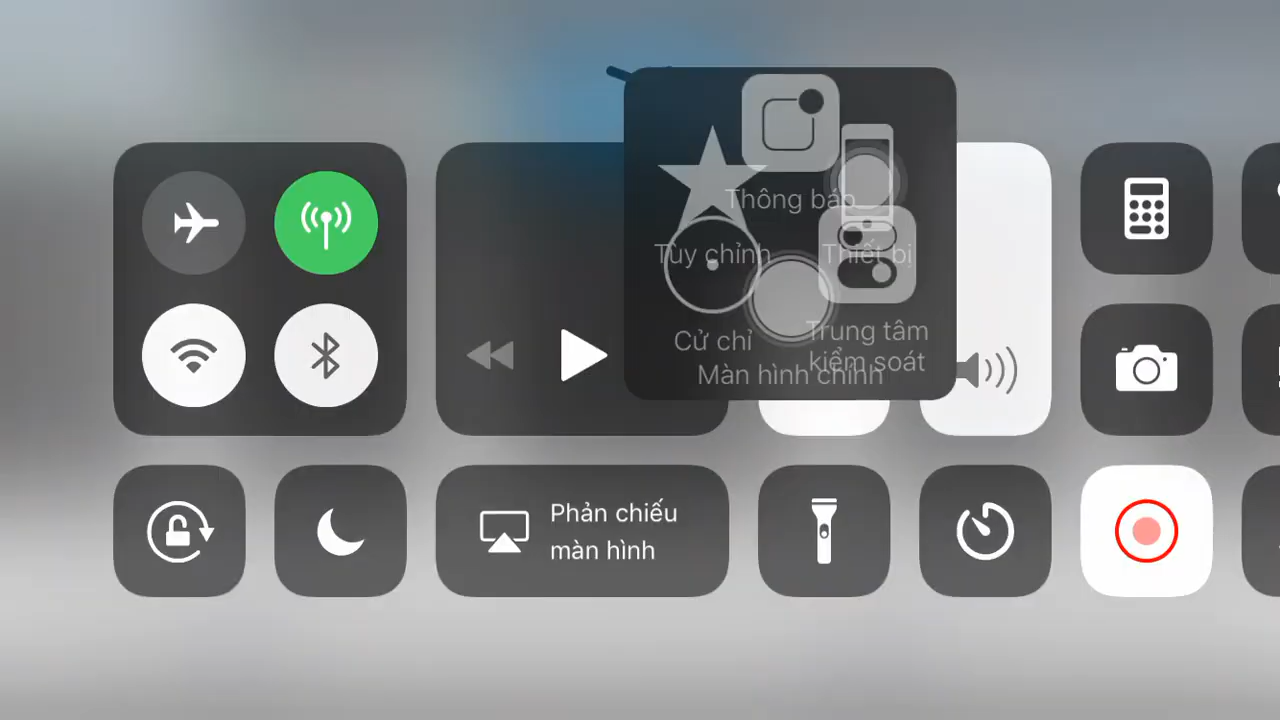 Thông báo
Tùy chỉnh
Thiết bị
Cử chỉ
Trung tâm
kiểm soát
Màn hình chính
Phản chiếu
màn hình